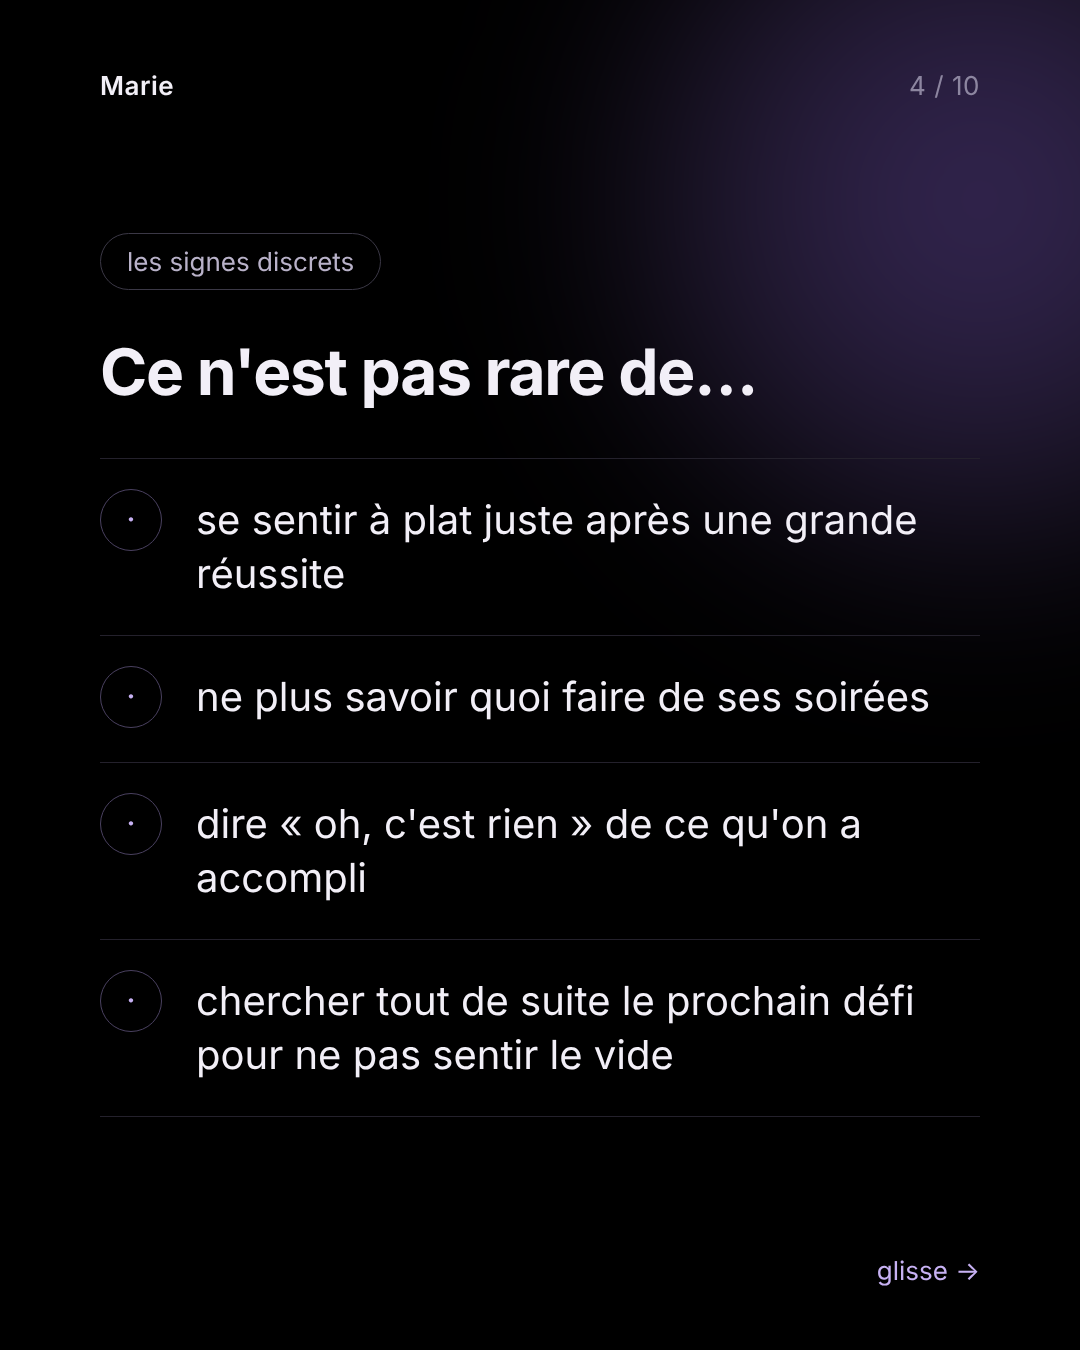 Marie
4 / 10
les signes discrets
Ce n'est pas rare de…
se sentir à plat juste après une grande
réussite
ne plus savoir quoi faire de ses soirées
dire « oh, c'est rien » de ce qu'on a
accompli
chercher tout de suite le prochain défi
pour ne pas sentir le vide
glisse →